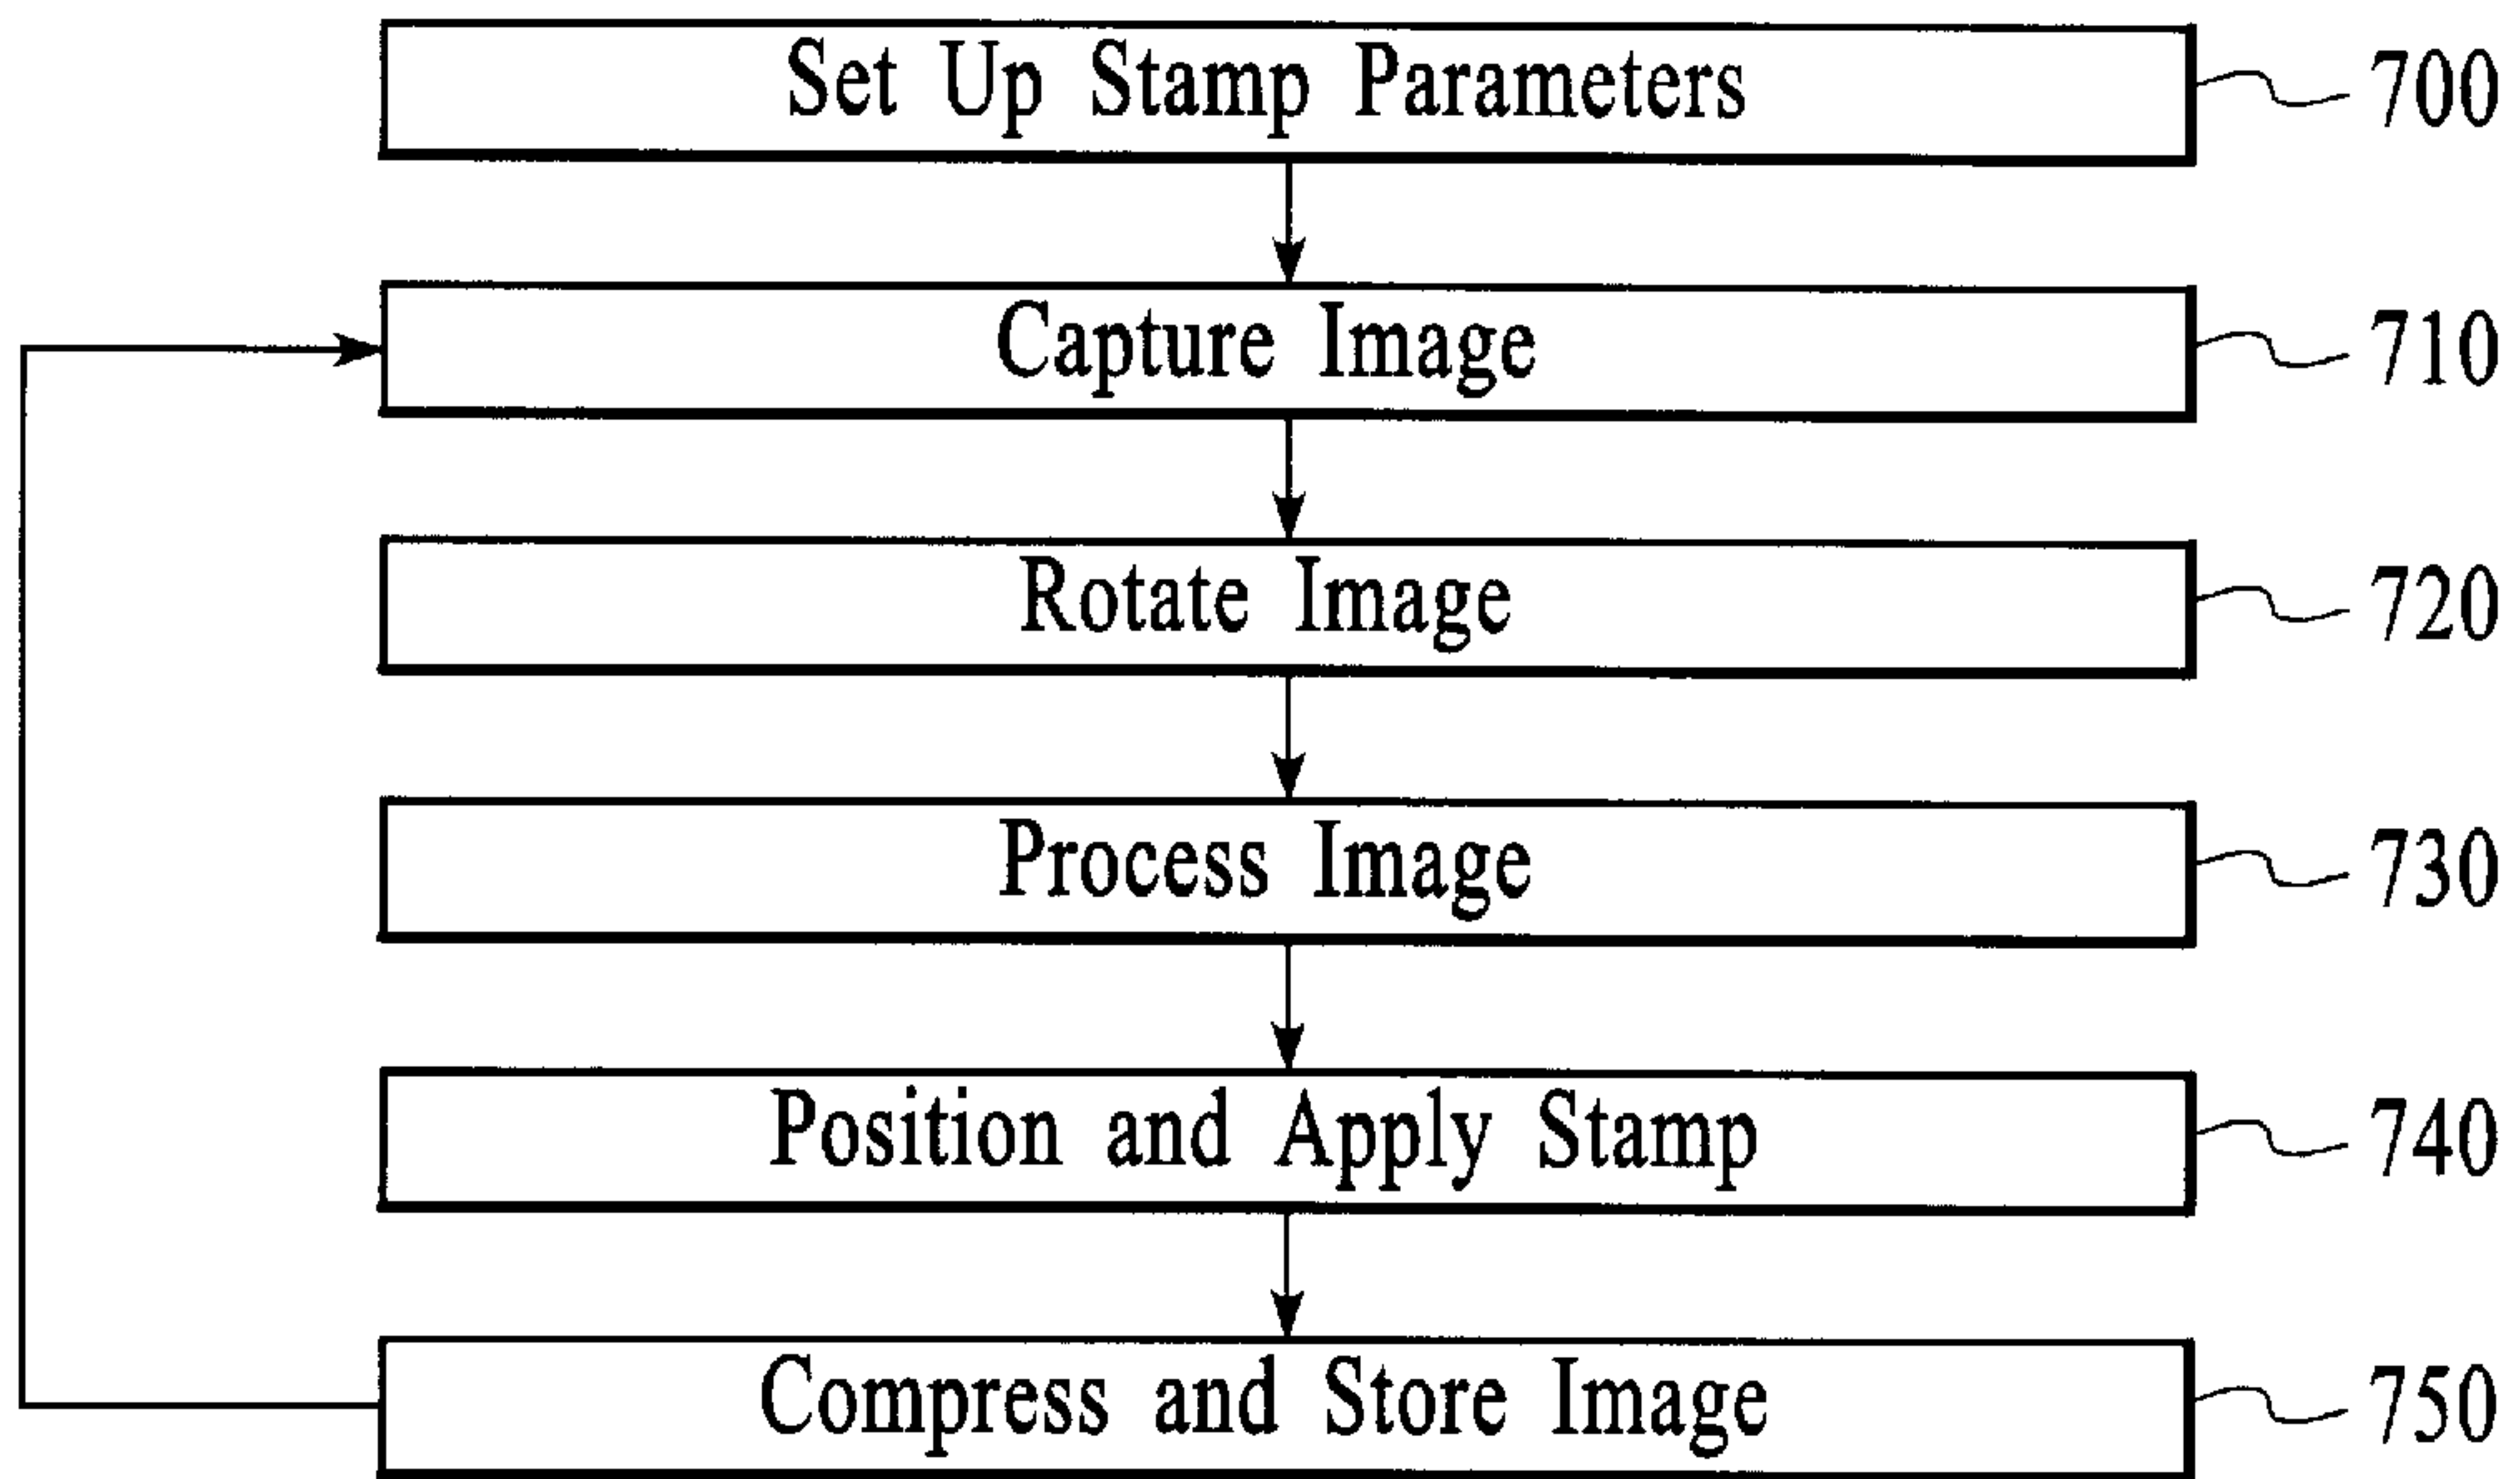 Set Up Stamp Parameters 700
Capture Image 710
Rotate Image 720
Process Image 730
Position and Apply Stamp 740
Compress and Store Image 750